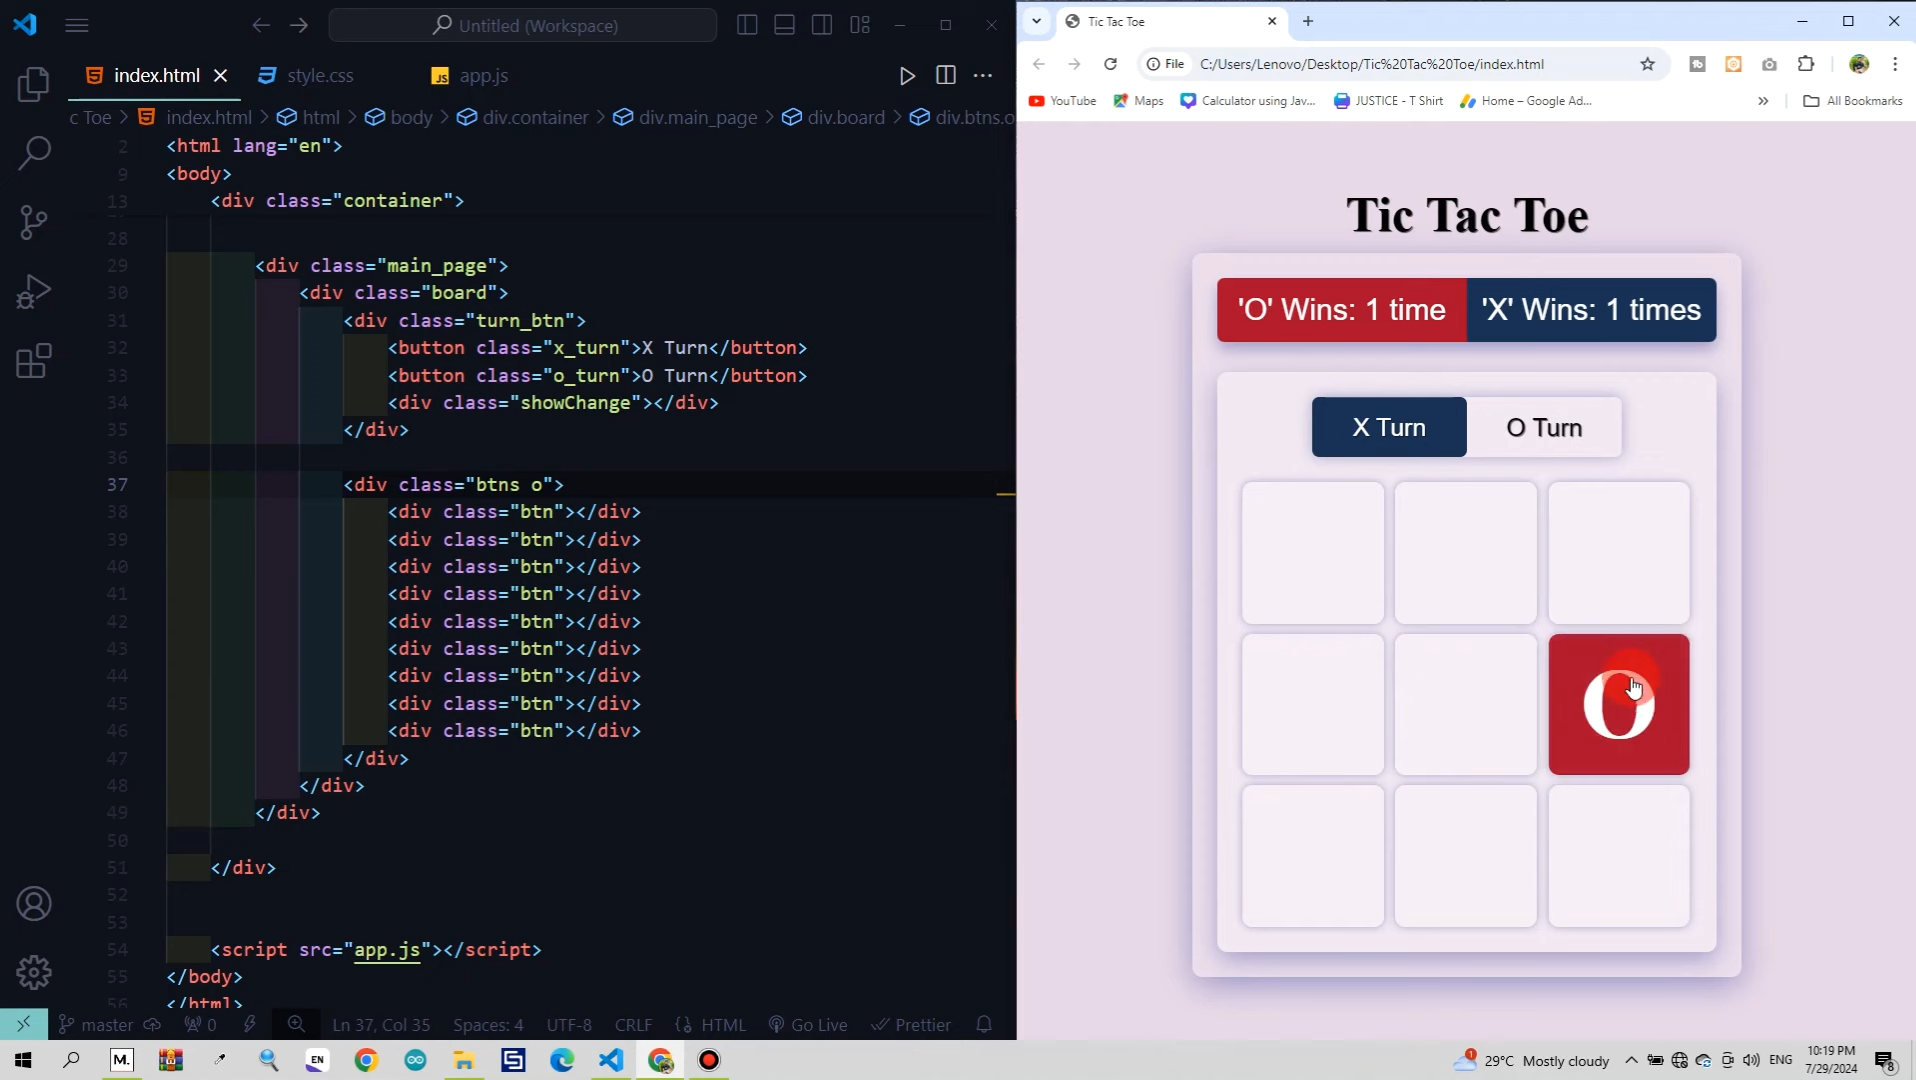 Untitled (Workspace)
index.html
style.css
JS app.js
c Toe > index.html > html > body > div.container > div.main_page > div.board > div.btns.o
2 <html lang="en">
9 <body>
13 <div class="container">
28
29 <div class="main_page">
30 <div class="board">
31 <div class="turn_btn">
32 <button class="x_turn">X Turn</button>
33 <button class="o_turn">O Turn</button>
34 <div class="showChange"></div>
35 </div>
36
37 <div class="btns o">
38 <div class="btn"></div>
39 <div class="btn"></div>
40 <div class="btn"></div>
41 <div class="btn"></div>
42 <div class="btn"></div>
43 <div class="btn"></div>
44 <div class="btn"></div>
45 <div class="btn"></div>
46 <div class="btn"></div>
47 </div>
48 </div>
49 </div>
50
51 </div>
52
53
54 <script src="app.js"></script>
55 </body>
56 </html>
master
0
Ln 37, Col 35
Spaces: 4
UTF-8
CRLF
{} HTML
Go Live
Prettier
Tic Tac Toe
File
C:/Users/Lenovo/Desktop/Tic%20Tac%20Toe/index.html
YouTube
Maps
Calculator using Jav...
JUSTICE - T Shirt
Home – Google Ad...
All Bookmarks
Tic Tac Toe
'O' Wins: 1 time
'X' Wins: 1 times
X Turn
O Turn
O
M.
EN
S
1
29°C Mostly cloudy
ENG
10:19 PM
7/29/2024
8